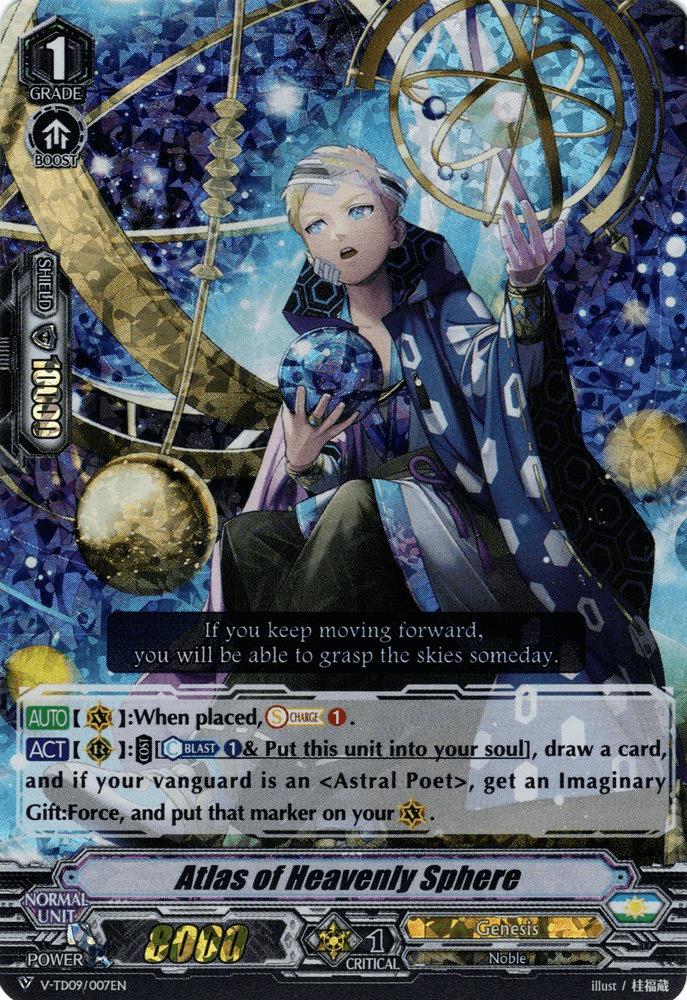 1
GRADE
BOOST
SHIELD
10000
If you keep moving forward,
you will be able to grasp the skies someday.
AUTO【 V 】:When placed, S CHARGE 1 .
ACT【 R 】:COST [C BLAST 1 & Put this unit into your soul], draw a card,
and if your vanguard is an <Astral Poet>, get an Imaginary
Gift:Force, and put that marker on your V .
Atlas of Heavenly Sphere
NORMAL
UNIT
POWER
8000
1
CRITICAL
Genesis
Noble
V-TD09/007EN
illust / 桂福蔵